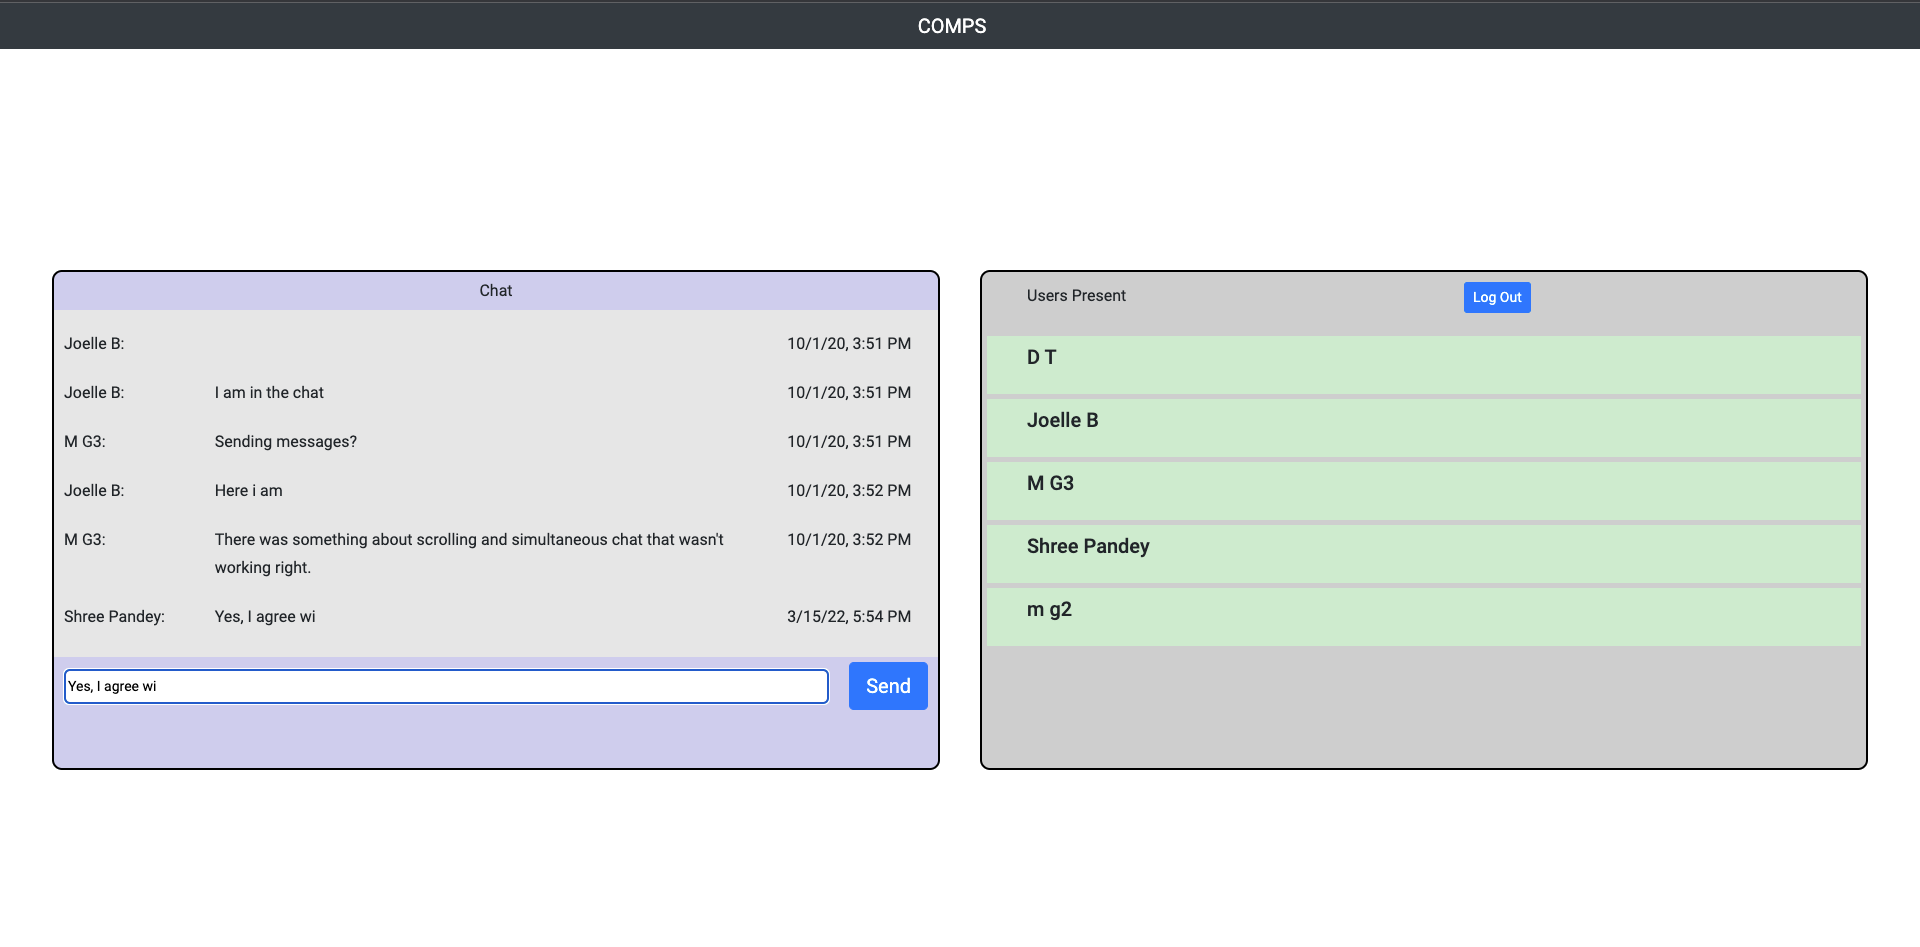 COMPS
Chat
Joelle B: 10/1/20, 3:51 PM
Joelle B: I am in the chat 10/1/20, 3:51 PM
M G3: Sending messages? 10/1/20, 3:51 PM
Joelle B: Here i am 10/1/20, 3:52 PM
M G3: There was something about scrolling and simultaneous chat that wasn't 10/1/20, 3:52 PM
working right.
Shree Pandey: Yes, I agree wi 3/15/22, 5:54 PM
Yes, I agree wi
Send
Users Present
Log Out
D T
Joelle B
M G3
Shree Pandey
m g2